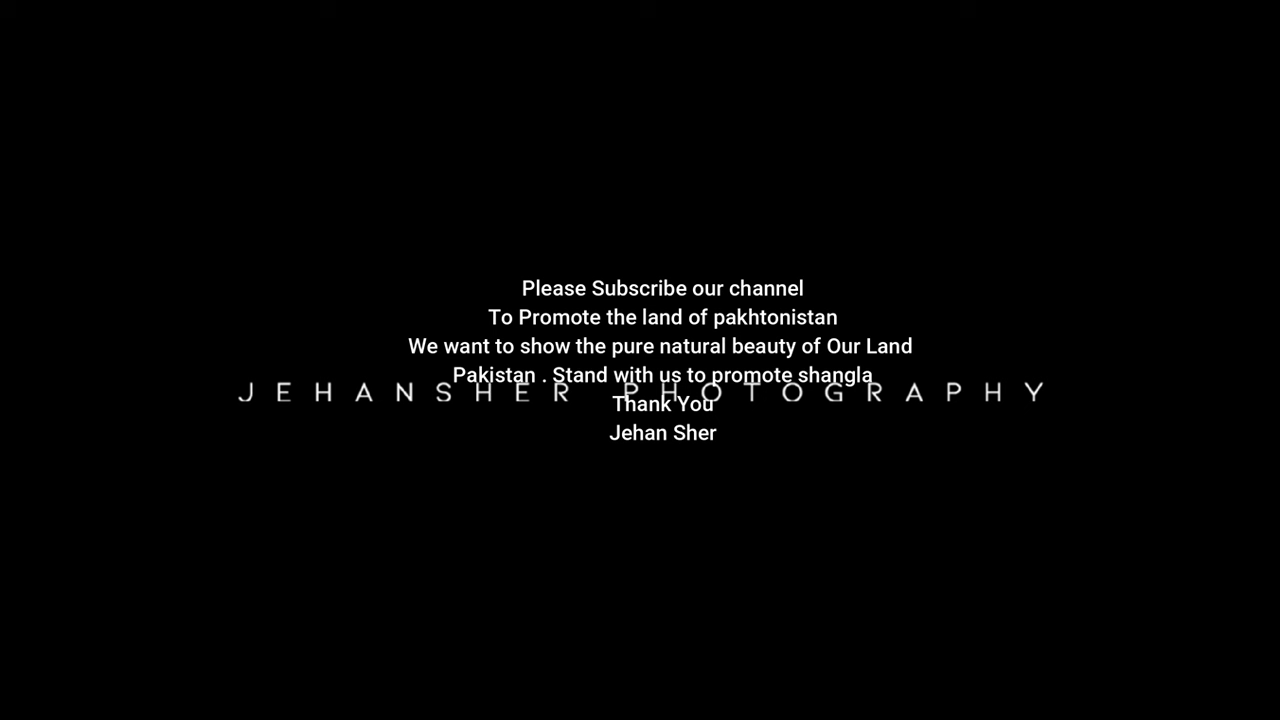 Please Subscribe our channel
To Promote the land of pakhtonistan
We want to show the pure natural beauty of Our Land
Pakistan . Stand with us to promote shangla
JEHANSHER PHOTOGRAPHY
Thank You
Jehan Sher